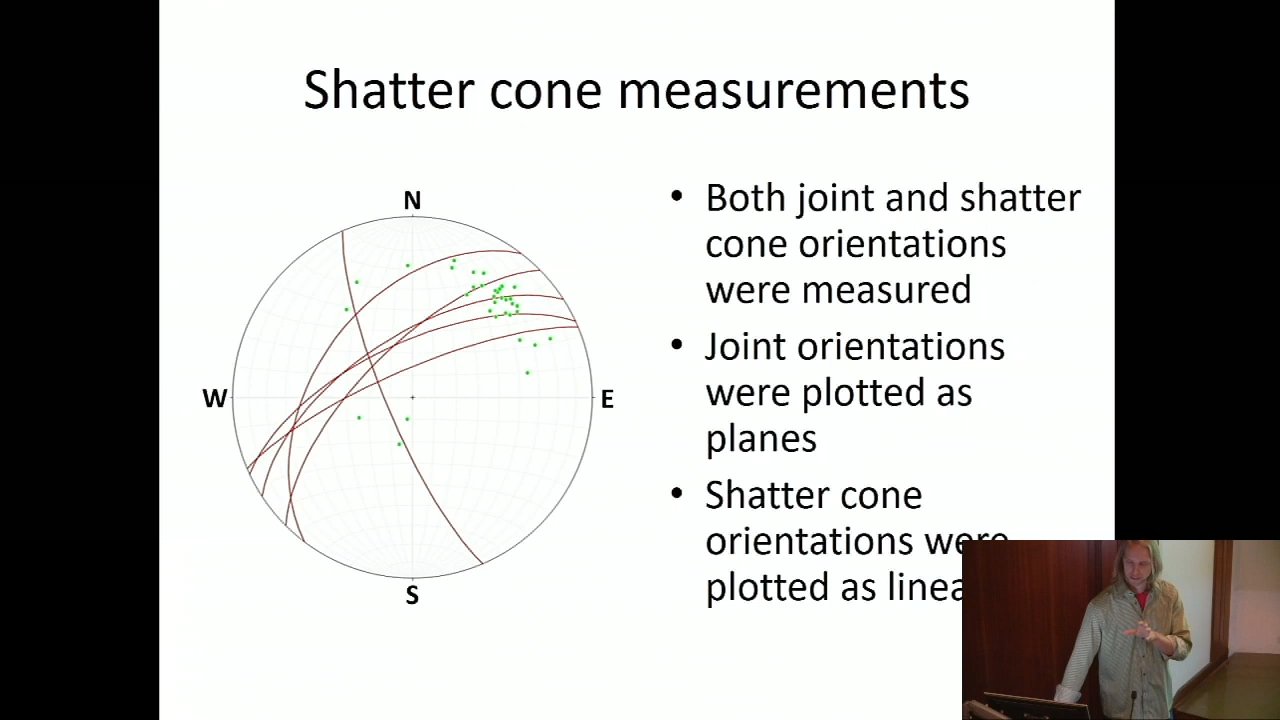 Shatter cone measurements
N
W
E
S
• Both joint and shatter
cone orientations
were measured
• Joint orientations
were plotted as
planes
• Shatter cone
orientations were
plotted as